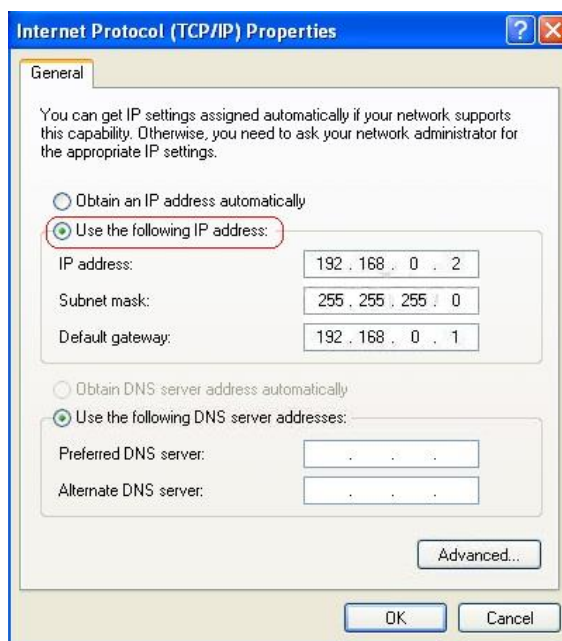 Internet Protocol (TCP/IP) Properties
General
You can get IP settings assigned automatically if your network supports
this capability. Otherwise, you need to ask your network administrator for
the appropriate IP settings.
Obtain an IP address automatically
Use the following IP address:
IP address: 192 . 168 . 0 . 2
Subnet mask: 255 . 255 . 255 . 0
Default gateway: 192 . 168 . 0 . 1
Obtain DNS server address automatically
Use the following DNS server addresses:
Preferred DNS server: . . .
Alternate DNS server: . . .
Advanced...
OK Cancel